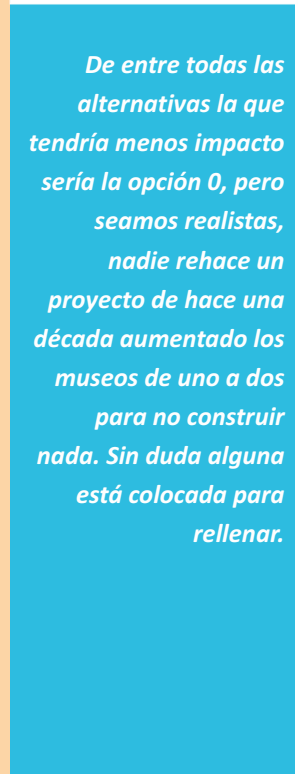 De entre todas las
alternativas la que
tendría menos impacto
sería la opción 0, pero
seamos realistas,
nadie rehace un
proyecto de hace una
década aumentado los
museos de uno a dos
para no construir
nada. Sin duda alguna
está colocada para
rellenar.